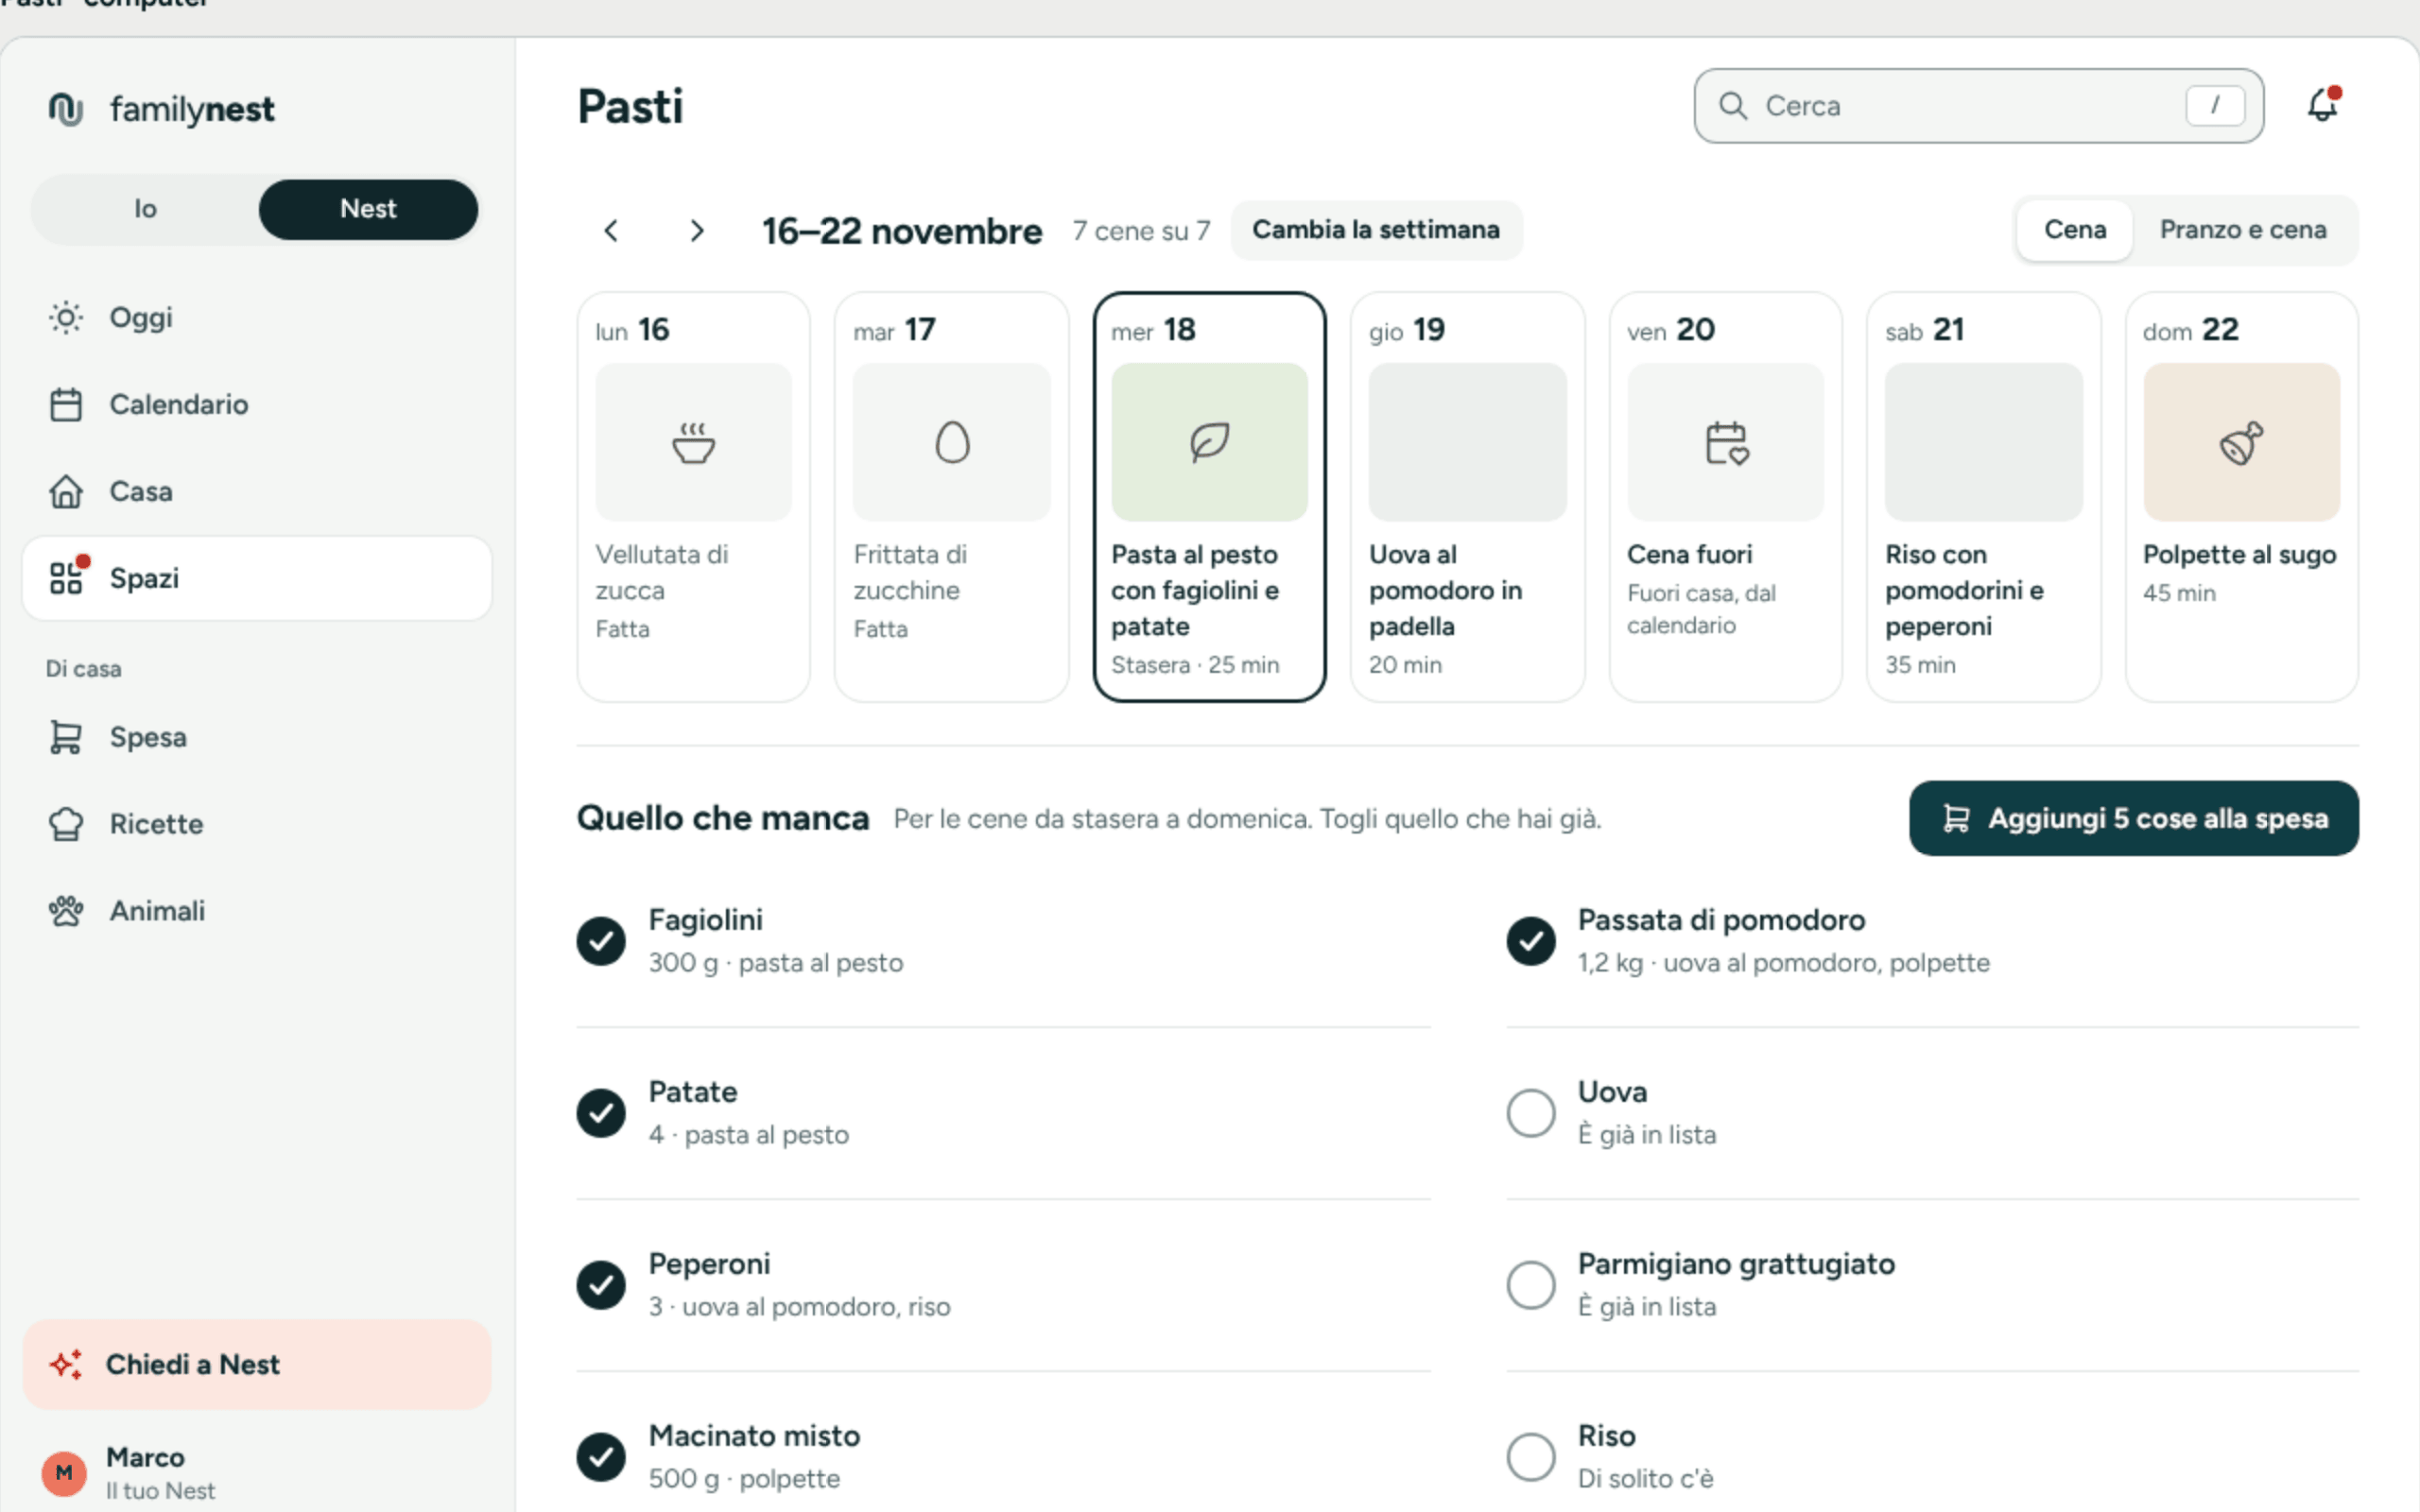 Pasti computer
familynest
Io
Nest
Oggi
Calendario
Casa
Spazi
Di casa
Spesa
Ricette
Animali
Chiedi a Nest
M
Marco
Il tuo Nest
Pasti
Cerca
/
16–22 novembre
7 cene su 7
Cambia la settimana
Cena
Pranzo e cena
lun 16
Vellutata di
zucca
Fatta
mar 17
Frittata di
zucchine
Fatta
mer 18
Pasta al pesto
con fagiolini e
patate
Stasera · 25 min
gio 19
Uova al
pomodoro in
padella
20 min
ven 20
Cena fuori
Fuori casa, dal
calendario
sab 21
Riso con
pomodorini e
peperoni
35 min
dom 22
Polpette al sugo
45 min
Quello che manca
Per le cene da stasera a domenica. Togli quello che hai già.
Aggiungi 5 cose alla spesa
Fagiolini
300 g · pasta al pesto
Passata di pomodoro
1,2 kg · uova al pomodoro, polpette
Patate
4 · pasta al pesto
Uova
È già in lista
Peperoni
3 · uova al pomodoro, riso
Parmigiano grattugiato
È già in lista
Macinato misto
500 g · polpette
Riso
Di solito c'è